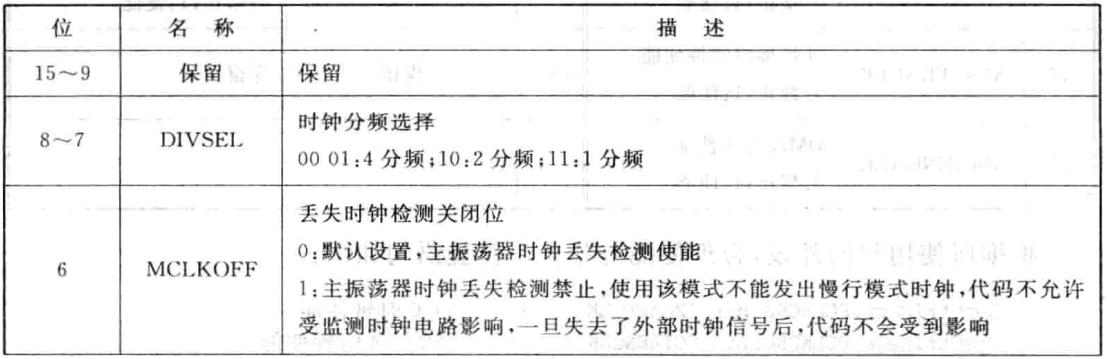 位 名 称 描 述
15～9 保留 保留
8～7 DIVSEL 时钟分频选择
00 01:4 分频;10:2 分频;11:1 分频
6 MCLKOFF 丢失时钟检测关闭位
0:默认设置,主振荡器时钟丢失检测使能
1:主振荡器时钟丢失检测禁止,使用该模式不能发出慢行模式时钟,代码不允许
受监测时钟电路影响,一旦失去了外部时钟信号后,代码不会受到影响